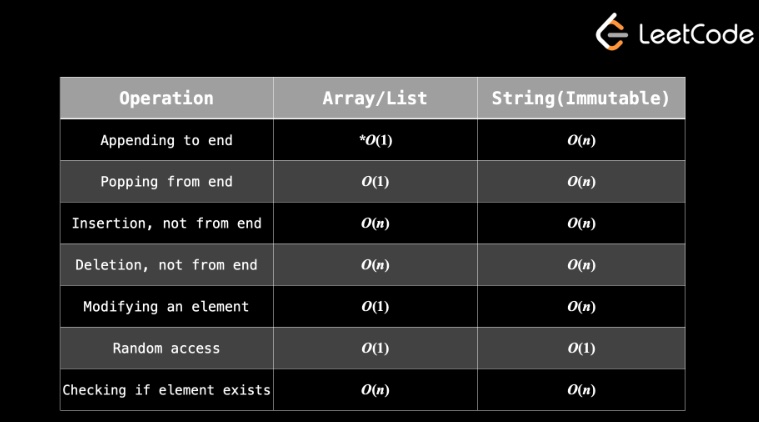 LeetCode
Operation Array/List String(Immutable)
Appending to end *O(1) O(n)
Popping from end O(1) O(n)
Insertion, not from end O(n) O(n)
Deletion, not from end O(n) O(n)
Modifying an element O(1) O(n)
Random access O(1) O(1)
Checking if element exists O(n) O(n)